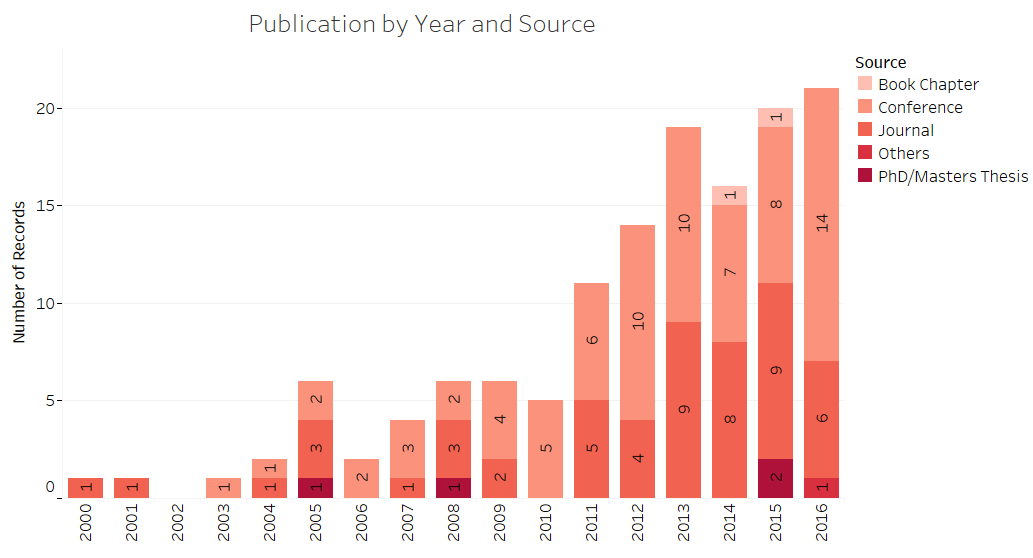 Publication by Year and Source
Source
Book Chapter
Conference
Journal
Others
PhD/Masters Thesis
Number of Records
20
15
10
5
0
1
1
1
1 1
2 3 1
2
3 1
2 3 1
4 2
5
6 5
10 4
10 9
1 7 8
1 8 9 2
14 6 1
2000 2001 2002 2003 2004 2005 2006 2007 2008 2009 2010 2011 2012 2013 2014 2015 2016